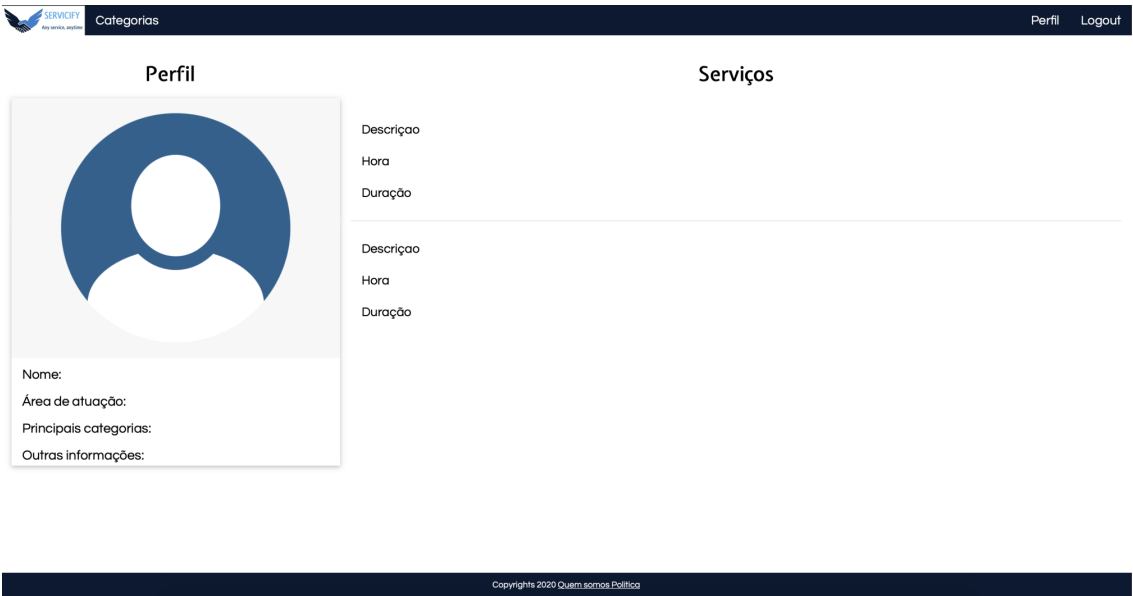 SERVICIFY
Any service, anytime
Categorias
Perfil
Logout
Perfil
Nome:
Área de atuação:
Principais categorias:
Outras informações:
Serviços
Descriçao
Hora
Duração
Descriçao
Hora
Duração
Copyrights 2020 Quem somos Política